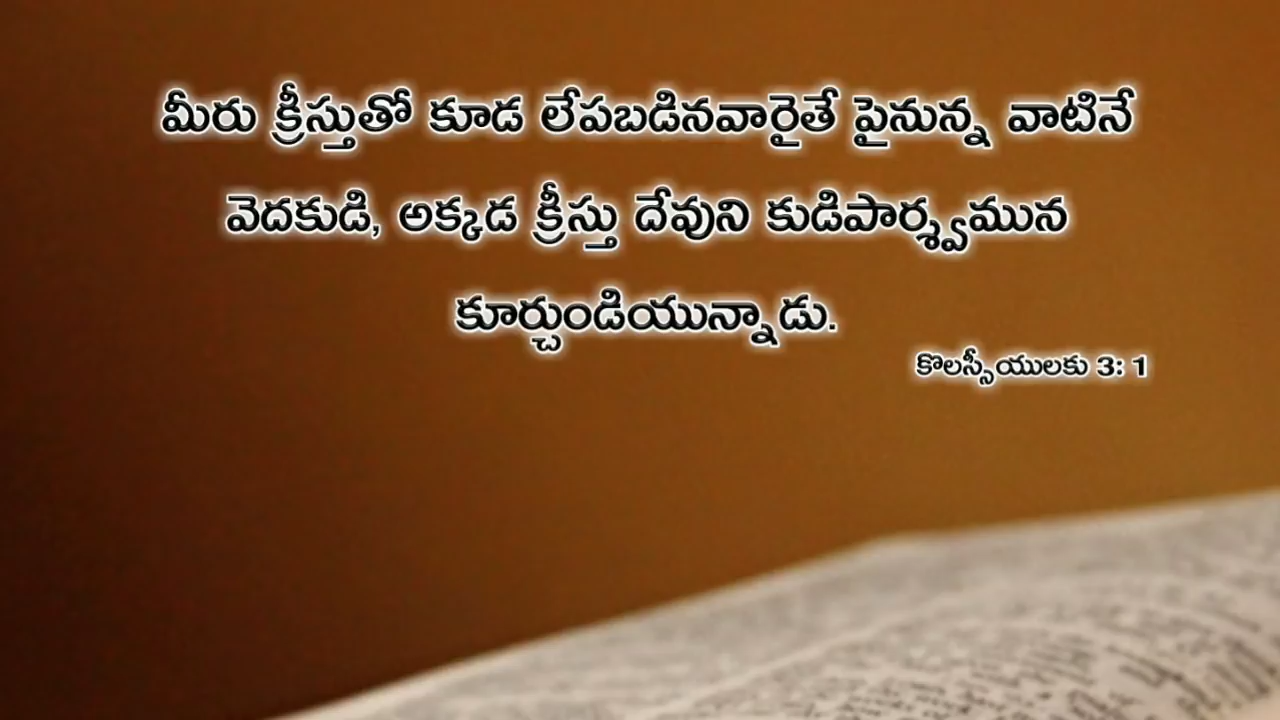 మీరు క్రీస్తుతో కూడ లేపబడినవారైతే పైనున్న వాటినే
వెదకుడి, అక్కడ క్రీస్తు దేవుని కుడిపార్శ్వమున
కూర్చుండియున్నాడు.
కొలస్సీయులకు 3: 1